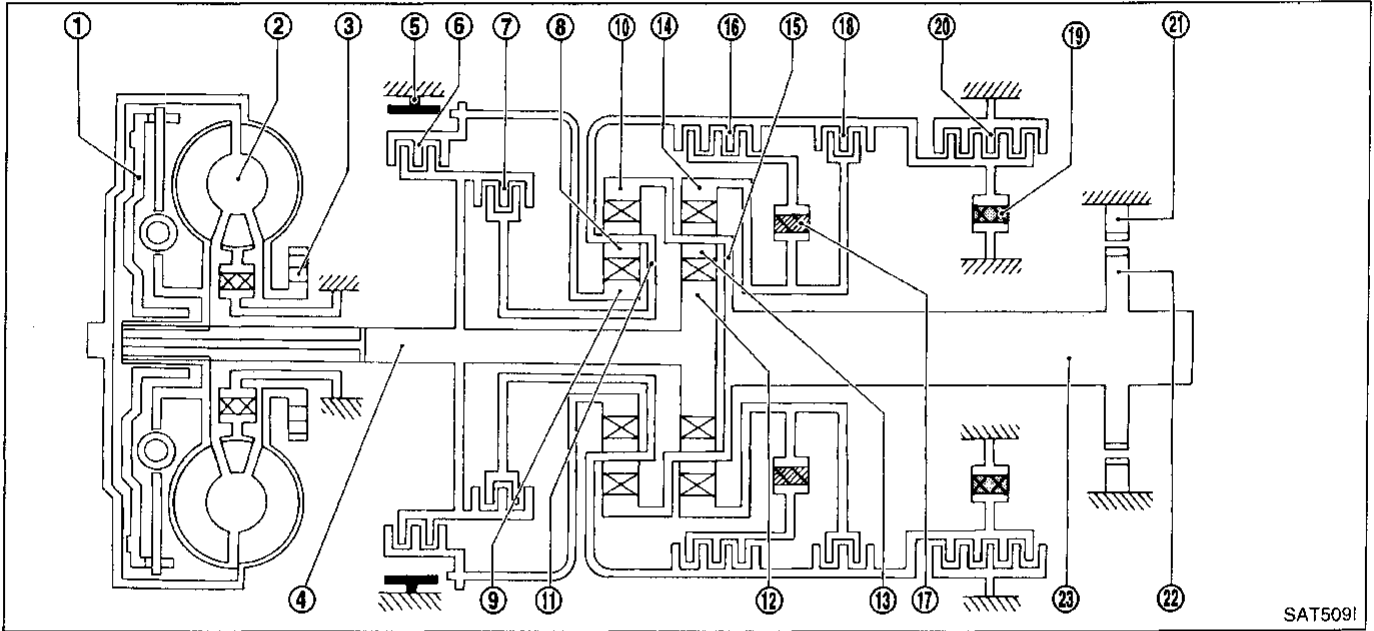 ① ② ③ ⑤ ⑥ ⑦ ⑧ ⑩ ⑭ ⑯ ⑮ ⑱ ⑳ ⑲ ㉑
④ ⑨ ⑪ ⑫ ⑬ ⑰ ㉓ ㉒
SAT509I